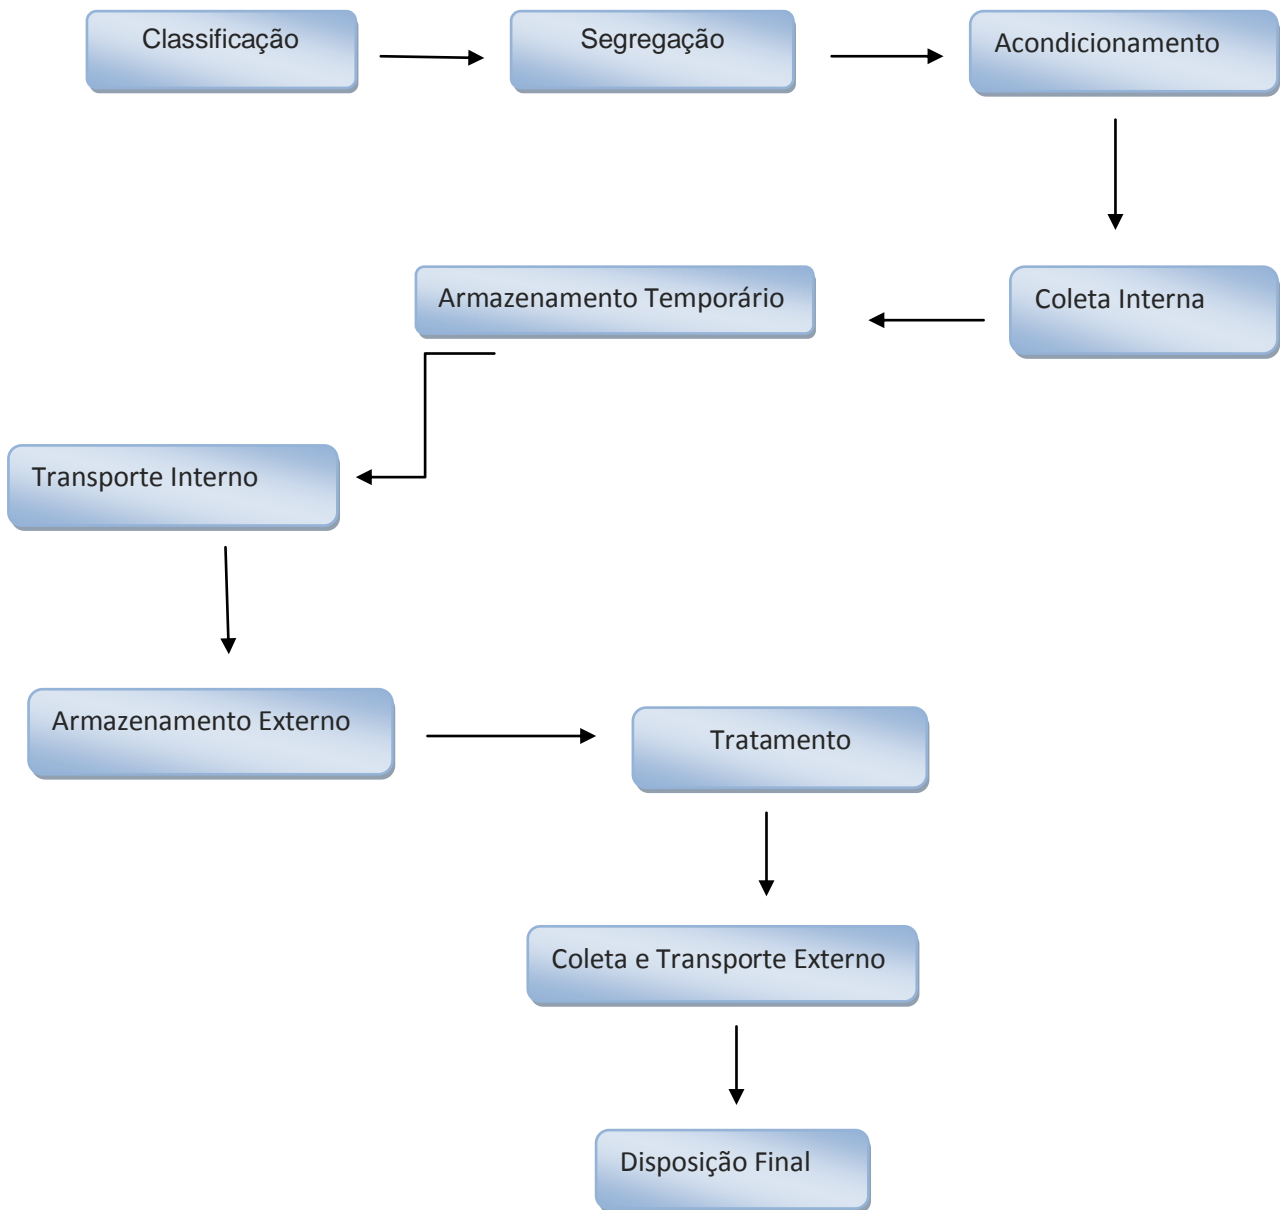 Classificação
Segregação
Acondicionamento
Coleta Interna
Armazenamento Temporário
Transporte Interno
Armazenamento Externo
Tratamento
Coleta e Transporte Externo
Disposição Final